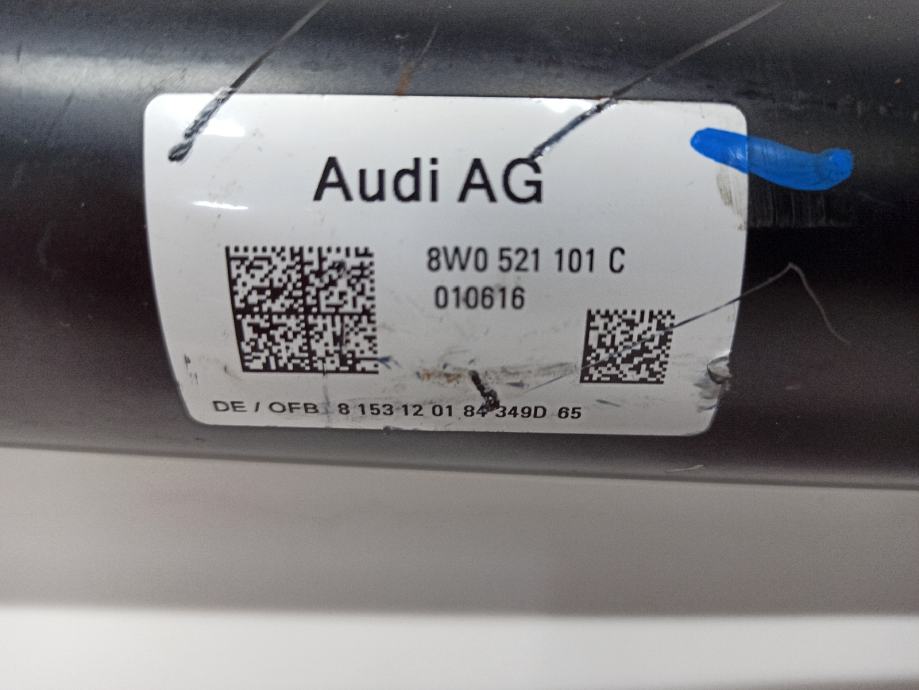 Audi AG
8W0 521 101 C
010616
DE / OFB 8 153 12 01 84 349D 65